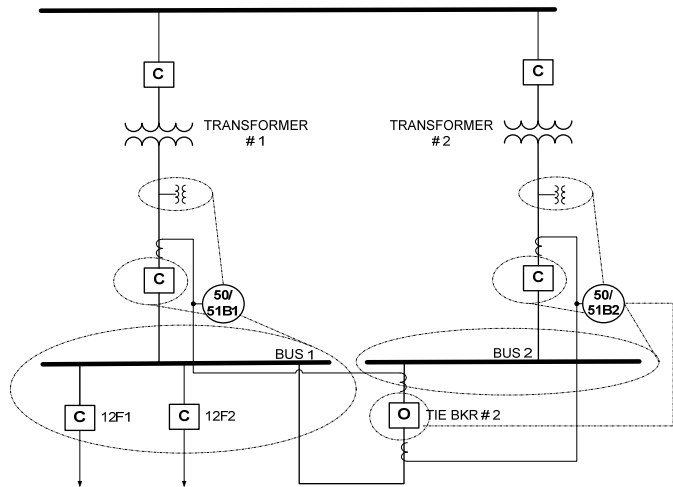 C
C
TRANSFORMER
# 1
TRANSFORMER
# 2
C
50/
51B1
C
50/
51B2
BUS 1
BUS 2
C
12F1
C
12F2
O
TIE BKR # 2